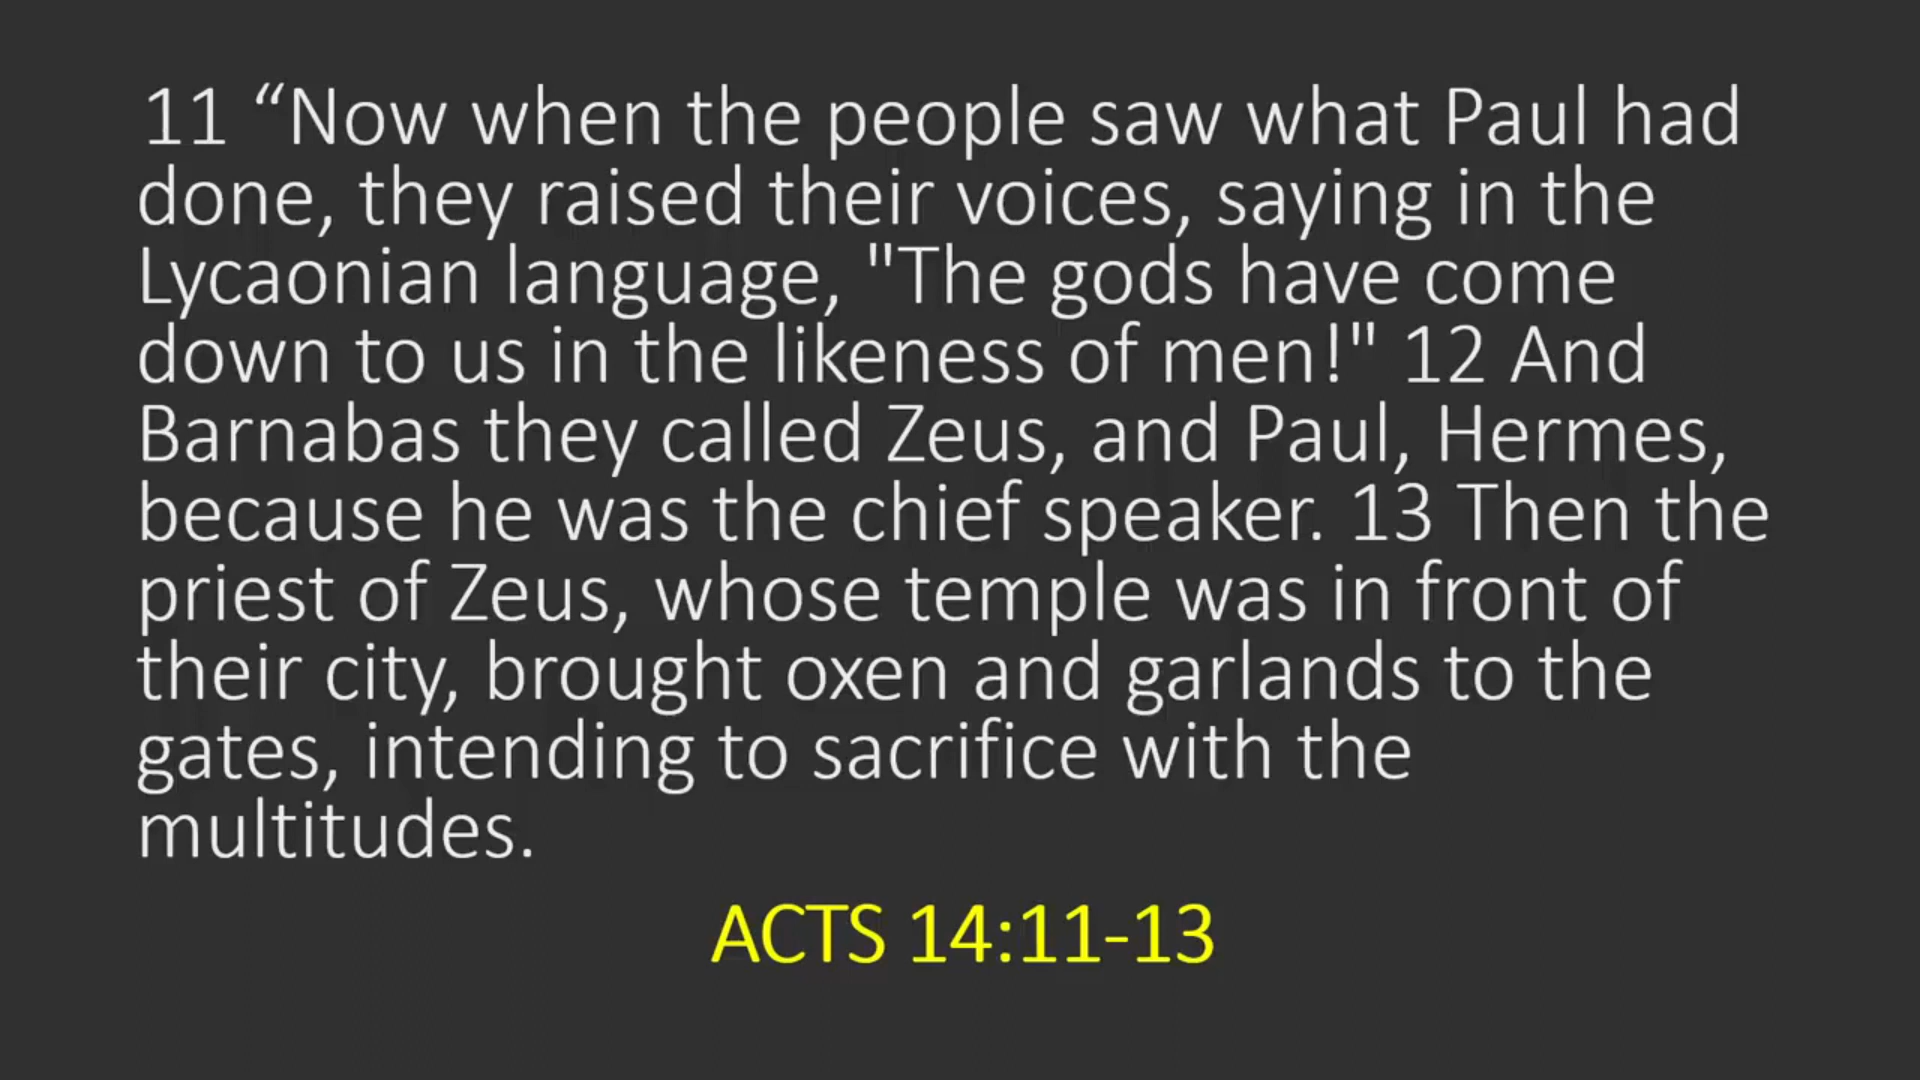 11 “Now when the people saw what Paul had
done, they raised their voices, saying in the
Lycaonian language, "The gods have come
down to us in the likeness of men!" 12 And
Barnabas they called Zeus, and Paul, Hermes,
because he was the chief speaker. 13 Then the
priest of Zeus, whose temple was in front of
their city, brought oxen and garlands to the
gates, intending to sacrifice with the
multitudes.
ACTS 14:11-13